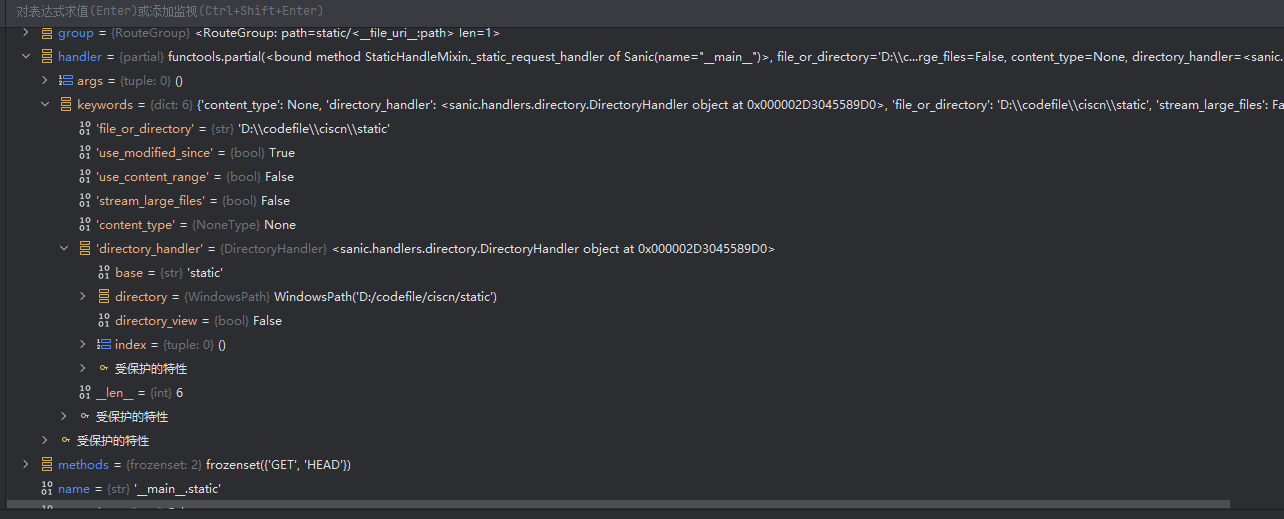 对表达式求值(Enter)或添加监视(Ctrl+Shift+Enter)
group = {RouteGroup} <RouteGroup: path=static/<__file_uri__:path> len=1>
handler = {partial} functools.partial(<bound method StaticHandleMixin._static_request_handler of Sanic(name="__main__")>, file_or_directory='D:\\c...rge_files=False, content_type=None, directory_handler=<sanic.
args = {tuple: 0} ()
keywords = {dict: 6} {'content_type': None, 'directory_handler': <sanic.handlers.directory.DirectoryHandler object at 0x000002D3045589D0>, 'file_or_directory': 'D:\\codefile\\ciscn\\static', 'stream_large_files': Fa
'file_or_directory' = {str} 'D:\\codefile\\ciscn\\static'
'use_modified_since' = {bool} True
'use_content_range' = {bool} False
'stream_large_files' = {bool} False
'content_type' = {NoneType} None
'directory_handler' = {DirectoryHandler} <sanic.handlers.directory.DirectoryHandler object at 0x000002D3045589D0>
base = {str} 'static'
directory = {WindowsPath} WindowsPath('D:/codefile/ciscn/static')
directory_view = {bool} False
index = {tuple: 0} ()
受保护的特性
__len__ = {int} 6
受保护的特性
受保护的特性
methods = {frozenset: 2} frozenset({'GET', 'HEAD'})
name = {str} '__main__.static'